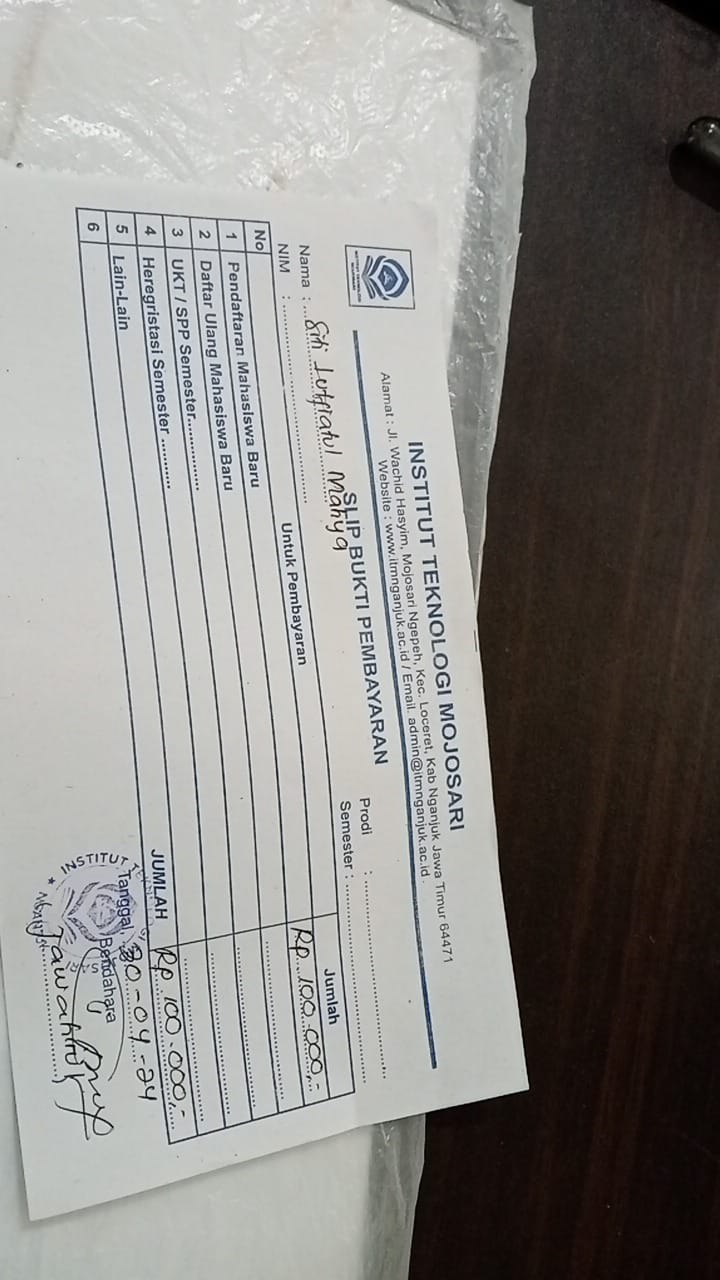 INSTITUT TEKNOLOGI MOJOSARI
Alamat : Jl. Wachid Hasyim, Mojosari Ngepeh, Kec. Loceret, Kab Nganjuk Jawa Timur 64471
Website : www.itmnganjuk.ac.id / Email. admin@itmnganjuk.ac.id
INSTITUT TEKNOLOGI
MOJOSARI
SLIP BUKTI PEMBAYARAN
Nama : Siti Lutfiatul Mahya
NIM :
Prodi :
Semester :
No Untuk Pembayaran Jumlah
1 Pendaftaran Mahasiswa Baru Rp 100.000,-
2 Daftar Ulang Mahasiswa Baru
3 UKT / SPP Semester
4 Heregristasi Semester
5 Lain-Lain
6
JUMLAH Rp 100.000,-
Tanggal, 30-04-24
Bendahara
INSTITUT